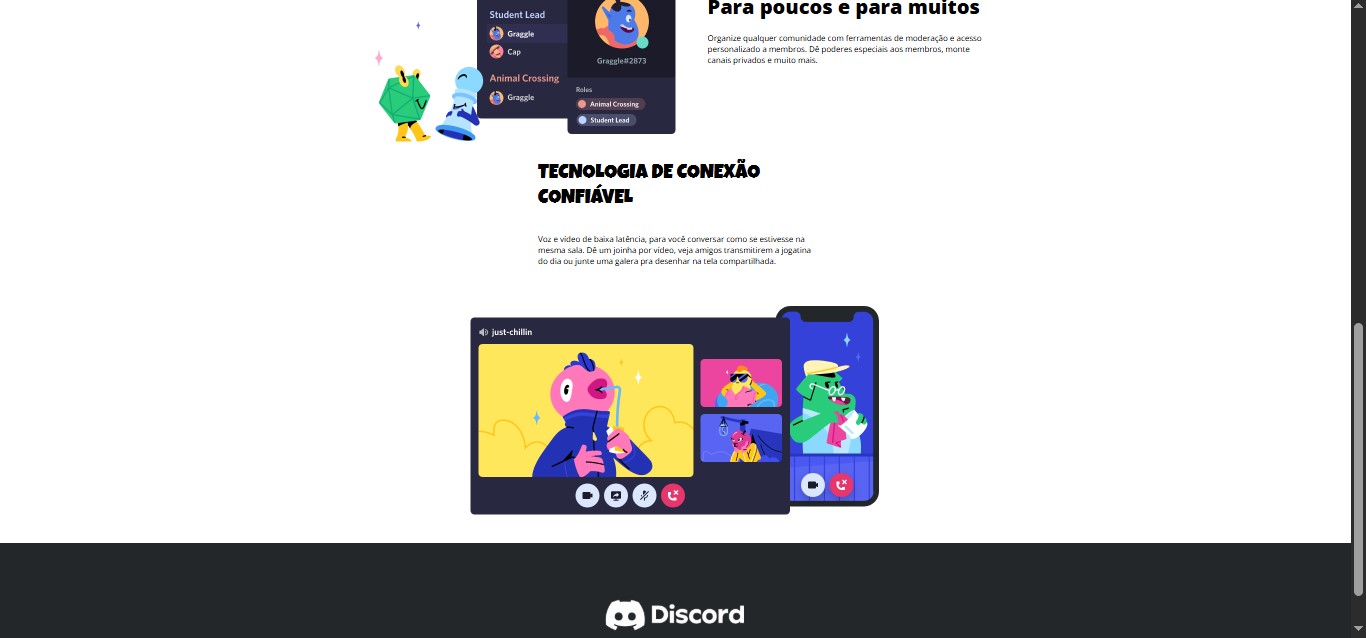 Student Lead
Graggle
Cap
Animal Crossing
Graggle
Graggle#2873
Roles
Animal Crossing
Student Lead
Para poucos e para muitos
Organize qualquer comunidade com ferramentas de moderação e acesso
personalizado a membros. Dê poderes especiais aos membros, monte
canais privados e muito mais.
TECNOLOGIA DE CONEXÃO
CONFIÁVEL
Voz e vídeo de baixa latência, para você conversar como se estivesse na
mesma sala. Dê um joinha por vídeo, veja amigos transmitirem a jogatina
do dia ou junte uma galera pra desenhar na tela compartilhada.
just-chillin
Discord